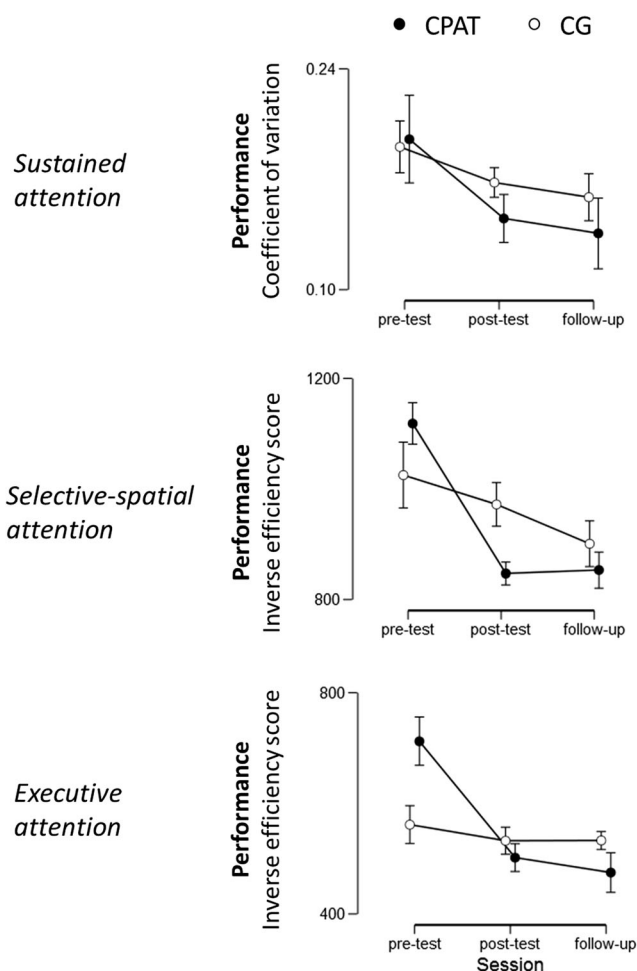 CPAT CG
Sustained
attention
Performance
Coefficient of variation
0.24
0.10
pre-test post-test follow-up
Selective-spatial
attention
Performance
Inverse efficiency score
1200
800
pre-test post-test follow-up
Executive
attention
Performance
Inverse efficiency score
800
400
pre-test post-test follow-up
Session